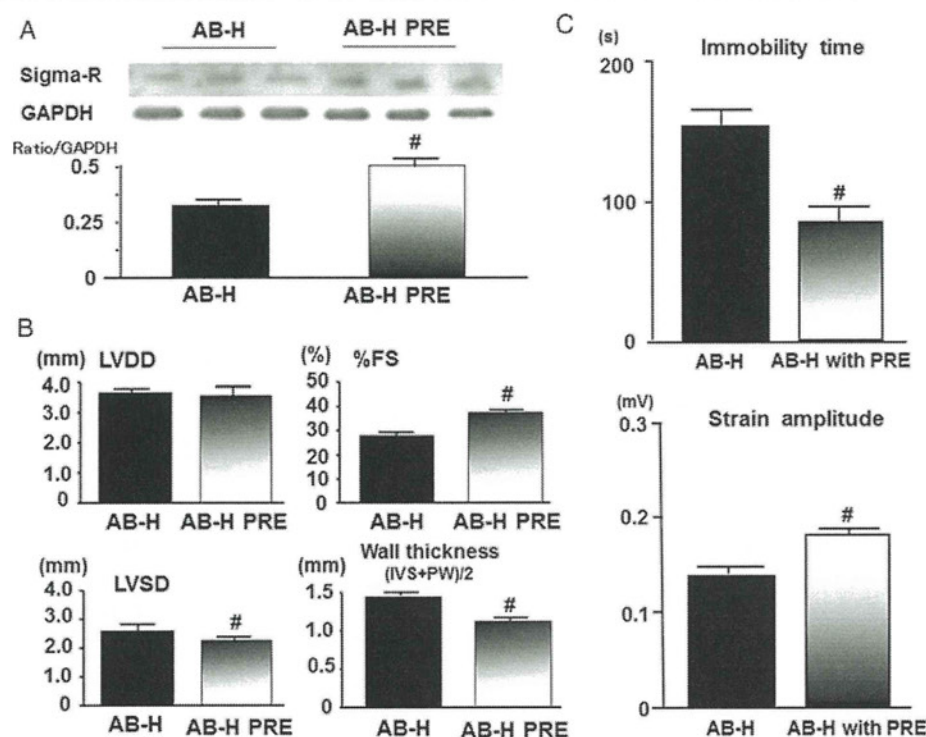 A
AB-H AB-H PRE
Sigma-R
GAPDH
Ratio/GAPDH
#
0.5
0.25
0
AB-H AB-H PRE
B
(mm) LVDD
4.0
3.0
2.0
1.0
0
AB-H AB-H PRE
(%) %FS
#
50
40
30
20
10
0
AB-H AB-H PRE
(mm) LVSD
#
4.0
3.0
2.0
1.0
0
AB-H AB-H PRE
Wall thickness
(mm) (IVS+PW)/2
#
1.5
1.0
0.5
0
AB-H AB-H PRE
C
(s) Immobility time
200
#
100
0
AB-H AB-H with PRE
(mV) Strain amplitude
0.3
#
0.2
0.1
0
AB-H AB-H with PRE